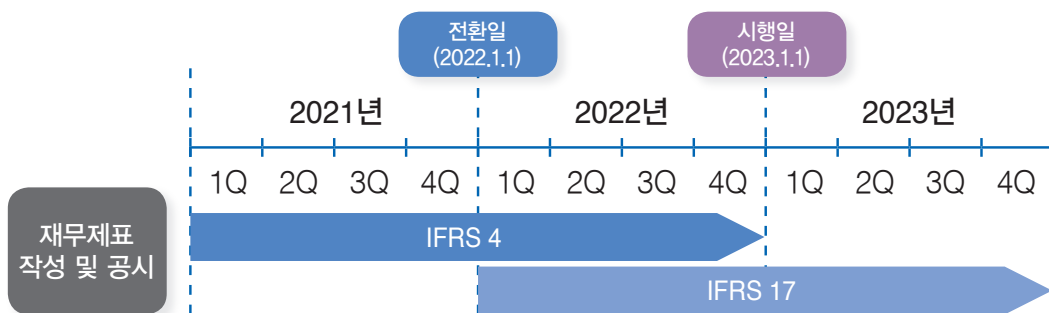 전환일
(2022.1.1)
시행일
(2023.1.1)
2021년
2022년
2023년
1Q 2Q 3Q 4Q 1Q 2Q 3Q 4Q 1Q 2Q 3Q 4Q
재무제표
작성 및 공시
IFRS 4
IFRS 17